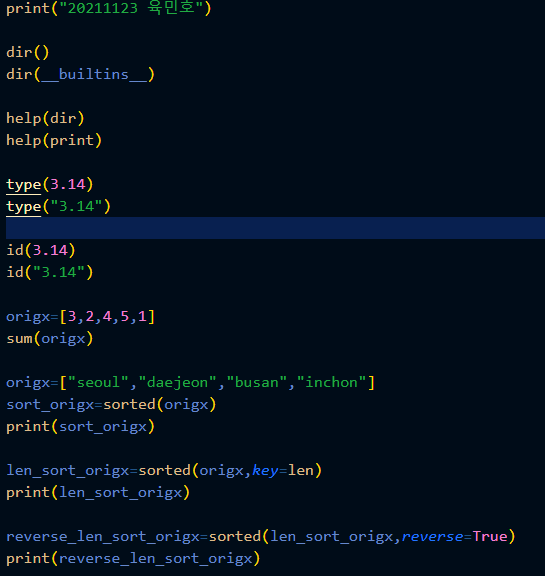 print("20211123 육민호")
dir()
dir(__builtins__)
help(dir)
help(print)
type(3.14)
type("3.14")
id(3.14)
id("3.14")
origx=[3,2,4,5,1]
sum(origx)
origx=["seoul","daejeon","busan","inchon"]
sort_origx=sorted(origx)
print(sort_origx)
len_sort_origx=sorted(origx,key=len)
print(len_sort_origx)
reverse_len_sort_origx=sorted(len_sort_origx,reverse=True)
print(reverse_len_sort_origx)